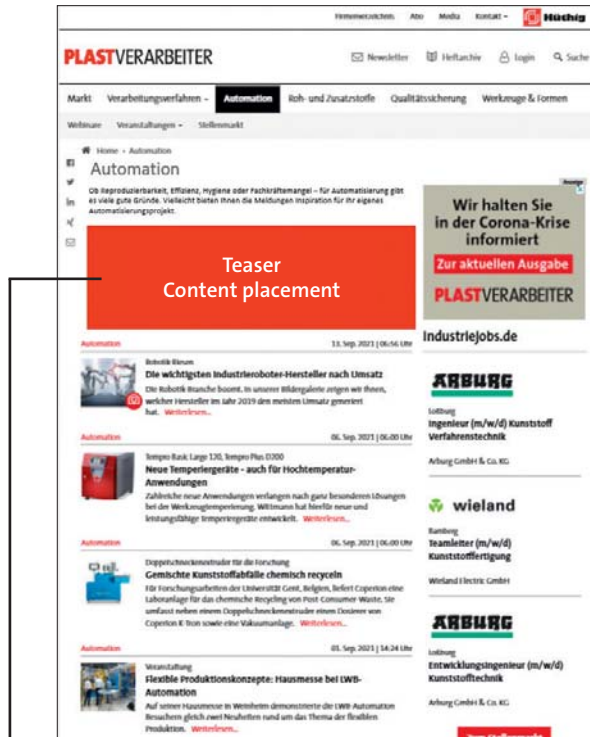 Firmenverzeichnis Abo Media Kontakt Hüthig
PLASTVERARBEITER
Newsletter Heftarchiv Login Suche
Markt Verarbeitungsverfahren Automation Roh- und Zusatzstoffe Qualitätssicherung Werkzeuge & Formen
Webinare Veranstaltungen Stellenmarkt
Home › Automation
Automation
Ob Reproduzierbarkeit, Effizienz, Hygiene oder Fachkräftemangel – für Automatisierung gibt
es viele gute Gründe. Vielleicht bieten Ihnen die Meldungen Inspiration für Ihr eigenes
Automatisierungsprojekt.
Teaser
Content placement
Automation 13. Sep. 2021 | 06:56 Uhr
Robotik Bieum
Die wichtigsten Industrieroboter-Hersteller nach Umsatz
Die Robotik Branche boomt. In unserer Bildergalerie zeigen wir Ihnen,
welcher Hersteller im Jahr 2019 den meisten Umsatz generiert
hat. Weiterlesen...
Automation 06. Sep. 2021 | 06:00 Uhr
Tempro Basic Large 120, Tempro Plus D200
Neue Temperiergeräte - auch für Hochtemperatur-
Anwendungen
Zahlreiche neue Anwendungen verlangen nach ganz besonderen Lösungen
bei der Werkzeugtemperierung. Wittmann hat hierfür neue und
leistungsfähige Temperiergeräte entwickelt. Weiterlesen...
Automation 06. Sep. 2021 | 06:00 Uhr
Doppelschneckenextruder für die Forschung
Gemischte Kunststoffabfälle chemisch recyceln
Für Forschungsarbeiten der Universität Gent, Belgien, liefert Coperion eine
Laboranlage für das chemische Recycling von Post-Consumer Waste. Sie
umfasst neben einem Doppelschneckenextruder einen Dosierer von
Coperion K-Tron sowie eine Vakuumanlage. Weiterlesen...
Automation 03. Sep. 2021 | 14:24 Uhr
Veranstaltung
Flexible Produktionskonzepte: Hausmesse bei LWB-
Automation
Auf seiner Hausmesse in Weinheim demonstrierte die LWB-Automation
Besuchern gleich zwei Neuheiten rund um das Thema der flexiblen
Produktion. Weiterlesen...
Anzeige
Wir halten Sie
in der Corona-Krise
informiert
Zur aktuellen Ausgabe
PLASTVERARBEITER
Industriejobs.de
ARBURG
Loßburg
Ingenieur (m/w/d) Kunststoff
Verfahrenstechnik
Arburg GmbH & Co. KG
wieland
Bamberg
Teamleiter (m/w/d)
Kunststofffertigung
Wieland Electric GmbH
ARBURG
Loßburg
Entwicklungsingenieur (m/w/d)
Kunststofftechnik
Arburg GmbH & Co. KG
Zum Stellenmarkt